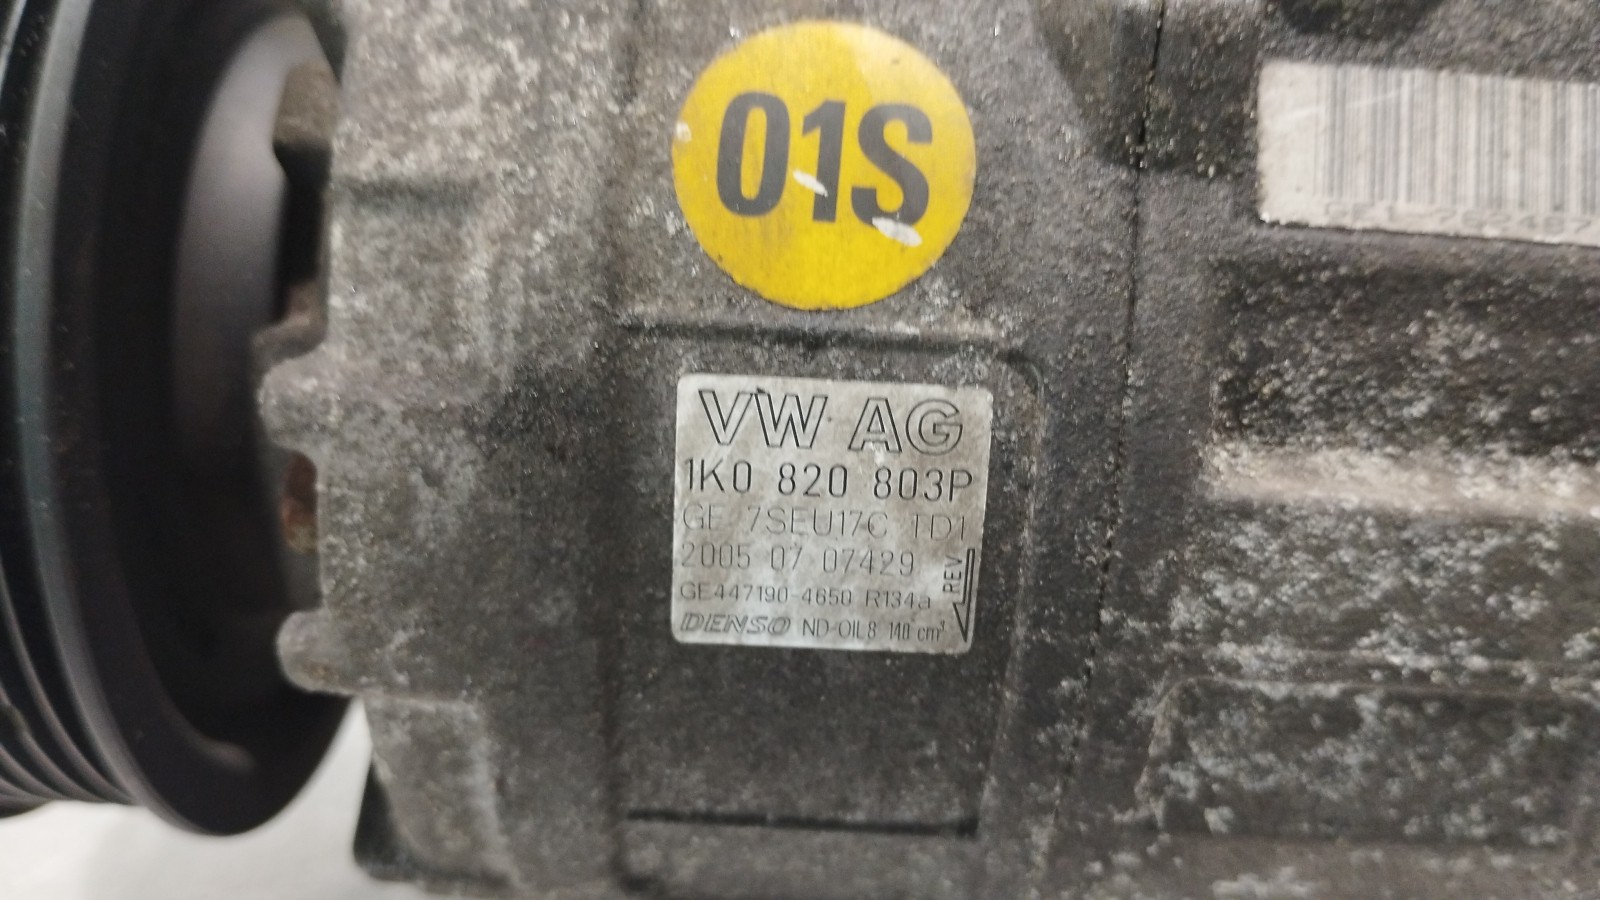 01S
VW AG
1K0 820 803P
GE 7SEU17C TD1
2005 07 07429
REV
GE447190-4650 R134a
DENSO ND-OIL8 140 cm³